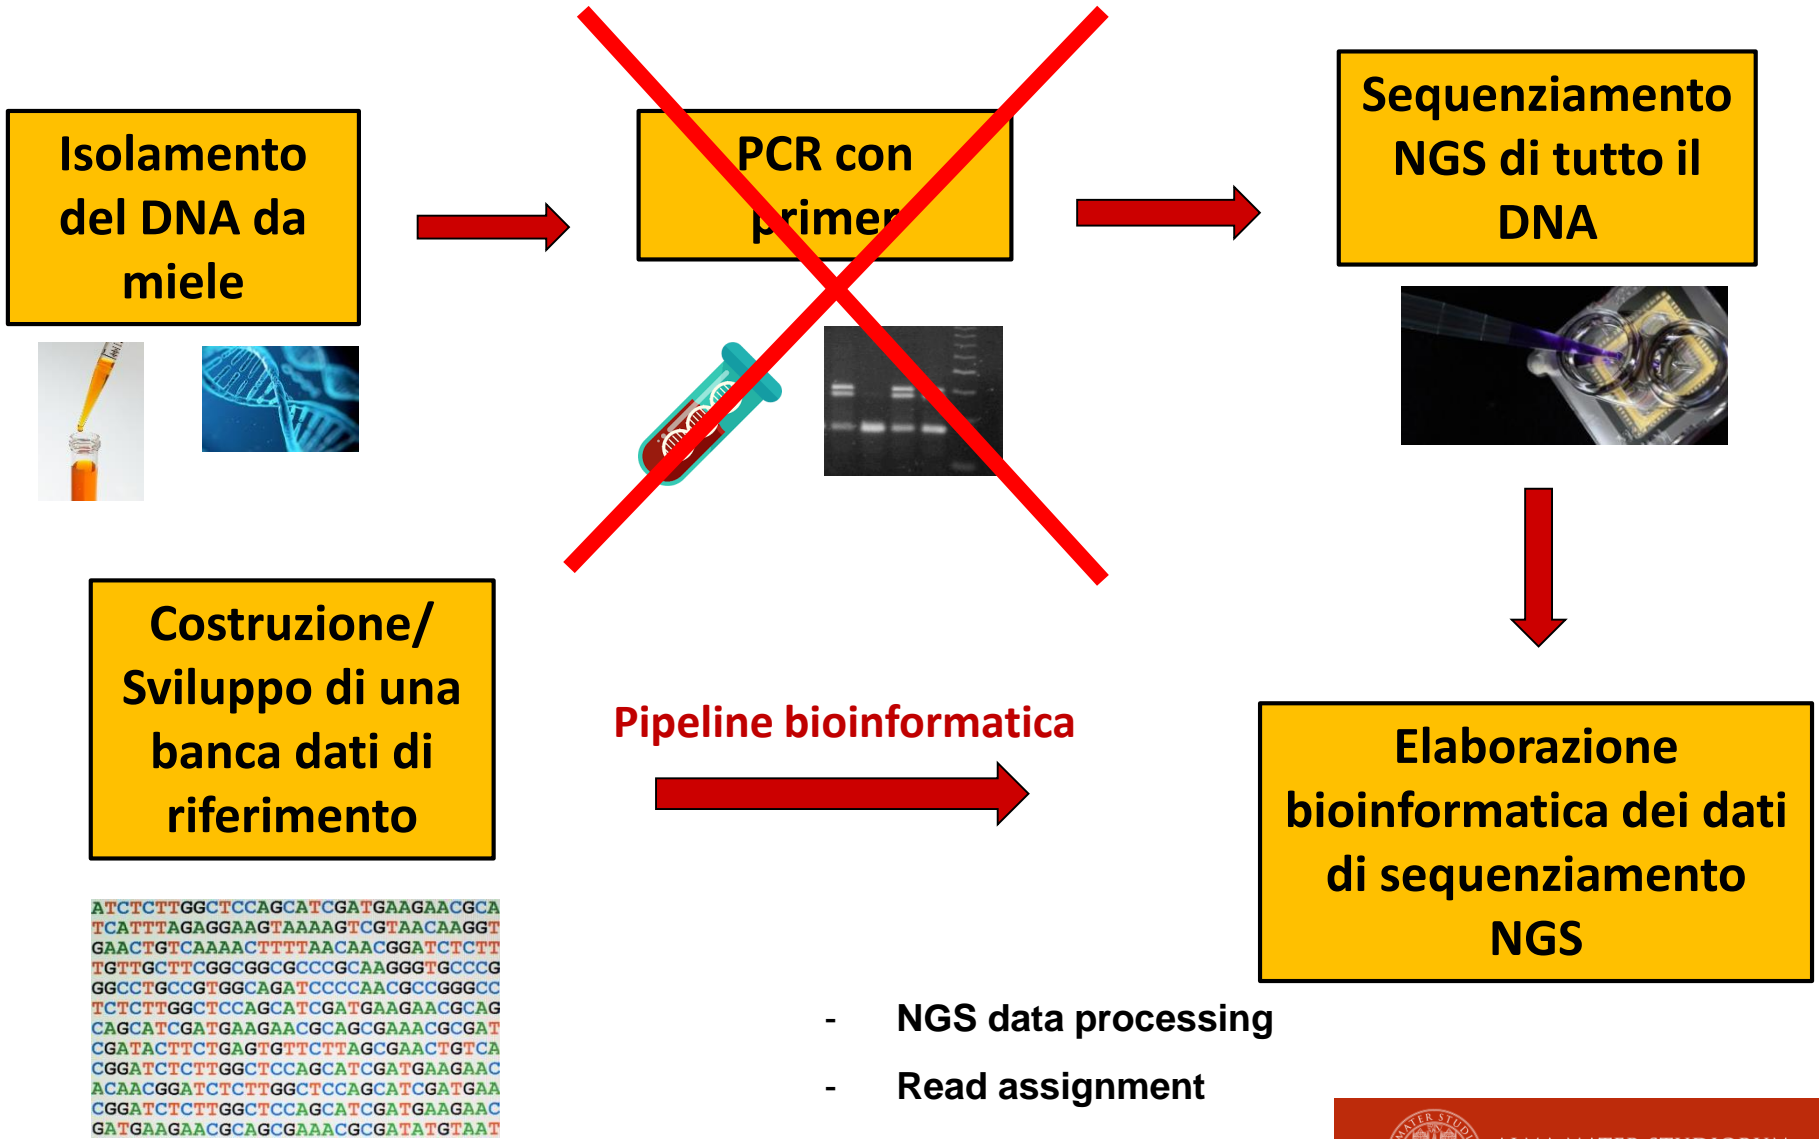 Isolamento
del DNA da
miele
PCR con
primer
Sequenziamento
NGS di tutto il
DNA
Costruzione/
Sviluppo di una
banca dati di
riferimento
Pipeline bioinformatica
Elaborazione
bioinformatica dei dati
di sequenziamento
NGS
ATCTCTTGGCTCCAGCATCGATGAAGAACGCA
TCATTTAGAGGAAGTAAAAGTCGTAACAAGGT
GAACTGTCAAAACTTTTAACAACGGATCTCTT
TGTTGCTTCGGCGGCGCCCGCAAGGGTGCCCG
GGCCTGCCGTGGCAGATCCCCAACGCCGGGCC
TCTCTTGGCTCCAGCATCGATGAAGAACGCAG
CAGCATCGATGAAGAACGCAGCGAAACGCGAT
CGATACTTCTGAGTGTTCTTAGCGAACTGTCA
CGGATCTCTTGGCTCCAGCATCGATGAAGAAC
ACAACGGATCTCTTGGCTCCAGCATCGATGAA
CGGATCTCTTGGCTCCAGCATCGATGAAGAAC
GATGAAGAACGCAGCGAAACGCGATATGTAAT
- NGS data processing
- Read assignment